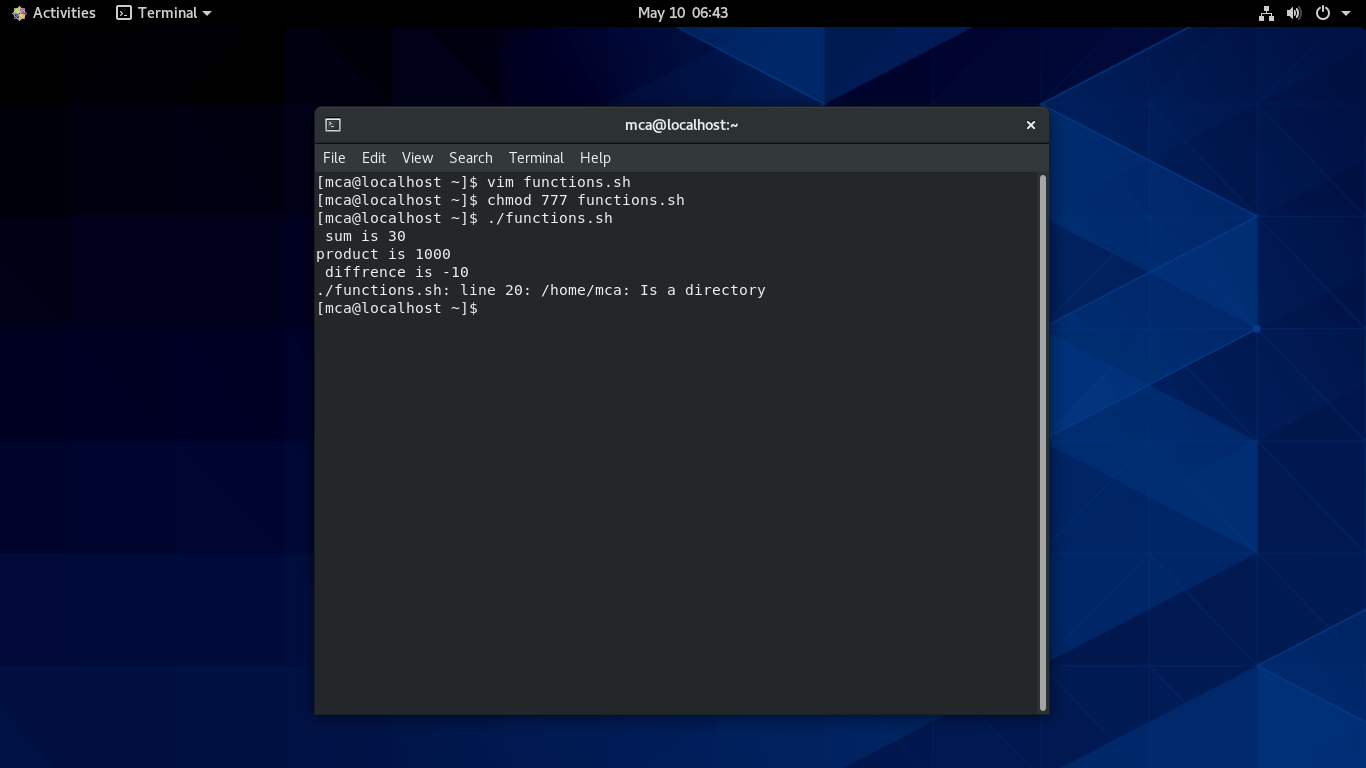 Activities Terminal May 10 06:43
mca@localhost:~
File Edit View Search Terminal Help
[mca@localhost ~]$ vim functions.sh
[mca@localhost ~]$ chmod 777 functions.sh
[mca@localhost ~]$ ./functions.sh
 sum is 30
product is 1000
 diffrence is -10
./functions.sh: line 20: /home/mca: Is a directory
[mca@localhost ~]$